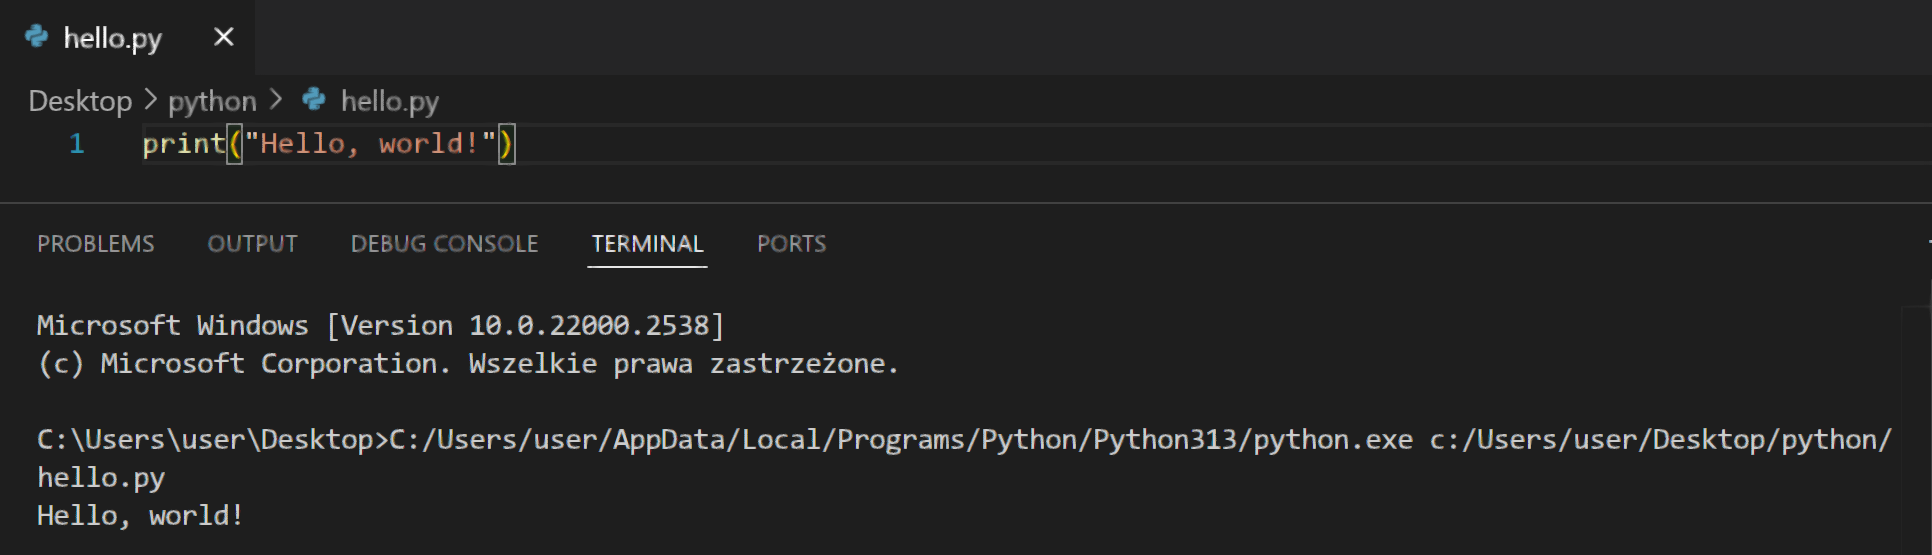 hello.py
Desktop > python > hello.py
1 print("Hello, world!")
PROBLEMS OUTPUT DEBUG CONSOLE TERMINAL PORTS
Microsoft Windows [Version 10.0.22000.2538]
(c) Microsoft Corporation. Wszelkie prawa zastrzeżone.
C:\Users\user\Desktop>C:/Users/user/AppData/Local/Programs/Python/Python313/python.exe c:/Users/user/Desktop/python/
hello.py
Hello, world!